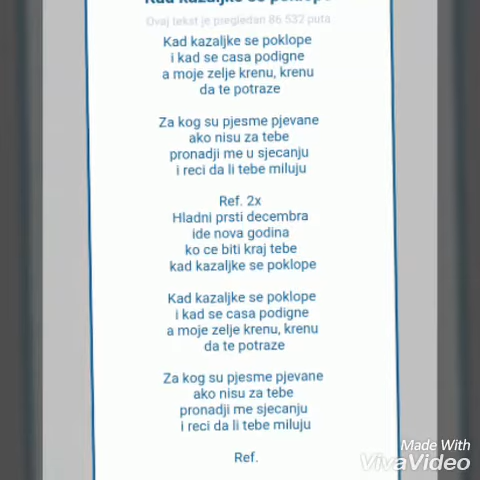 Kad kazaljke se poklope
Ovaj tekst je pregledan 86 532 puta
Kad kazaljke se poklope
i kad se casa podigne
a moje zelje krenu, krenu
da te potraze
Za kog su pjesme pjevane
ako nisu za tebe
pronadji me u sjecanju
i reci da li tebe miluju
Ref. 2x
Hladni prsti decembra
ide nova godina
ko ce biti kraj tebe
kad kazaljke se poklope
Kad kazaljke se poklope
i kad se casa podigne
a moje zelje krenu, krenu
da te potraze
Za kog su pjesme pjevane
ako nisu za tebe
pronadji me sjecanju
i reci da li tebe miluju
Ref.
Made With
VivaVideo